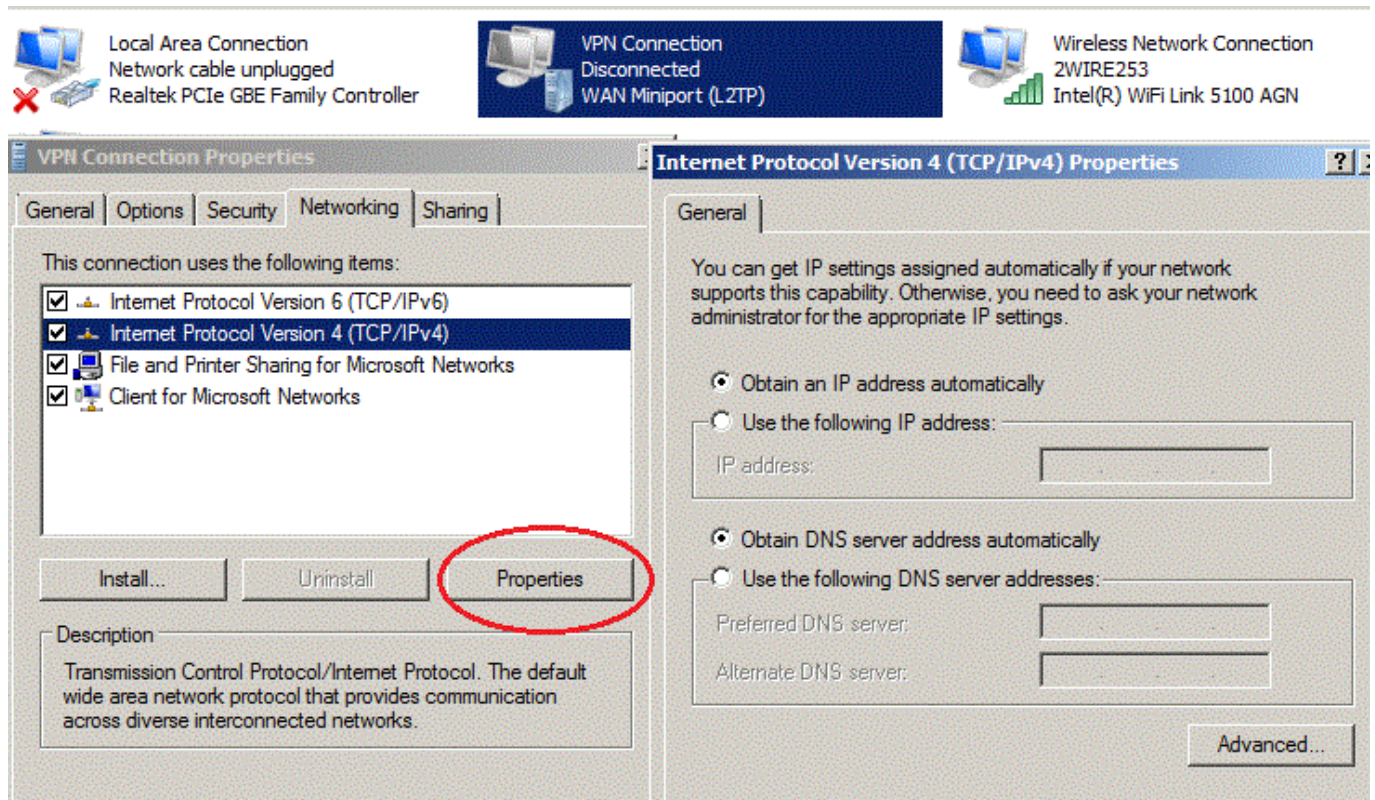 Local Area Connection
Network cable unplugged
Realtek PCIe GBE Family Controller
VPN Connection
Disconnected
WAN Miniport (L2TP)
Wireless Network Connection
2WIRE253
Intel(R) WiFi Link 5100 AGN
VPN Connection Properties
General Options Security Networking Sharing
This connection uses the following items:
Internet Protocol Version 6 (TCP/IPv6)
Internet Protocol Version 4 (TCP/IPv4)
File and Printer Sharing for Microsoft Networks
Client for Microsoft Networks
Install... Uninstall Properties
Description
Transmission Control Protocol/Internet Protocol. The default
wide area network protocol that provides communication
across diverse interconnected networks.
Internet Protocol Version 4 (TCP/IPv4) Properties
General
You can get IP settings assigned automatically if your network
supports this capability. Otherwise, you need to ask your network
administrator for the appropriate IP settings.
Obtain an IP address automatically
Use the following IP address:
IP address:
Obtain DNS server address automatically
Use the following DNS server addresses:
Preferred DNS server:
Alternate DNS server:
Advanced...